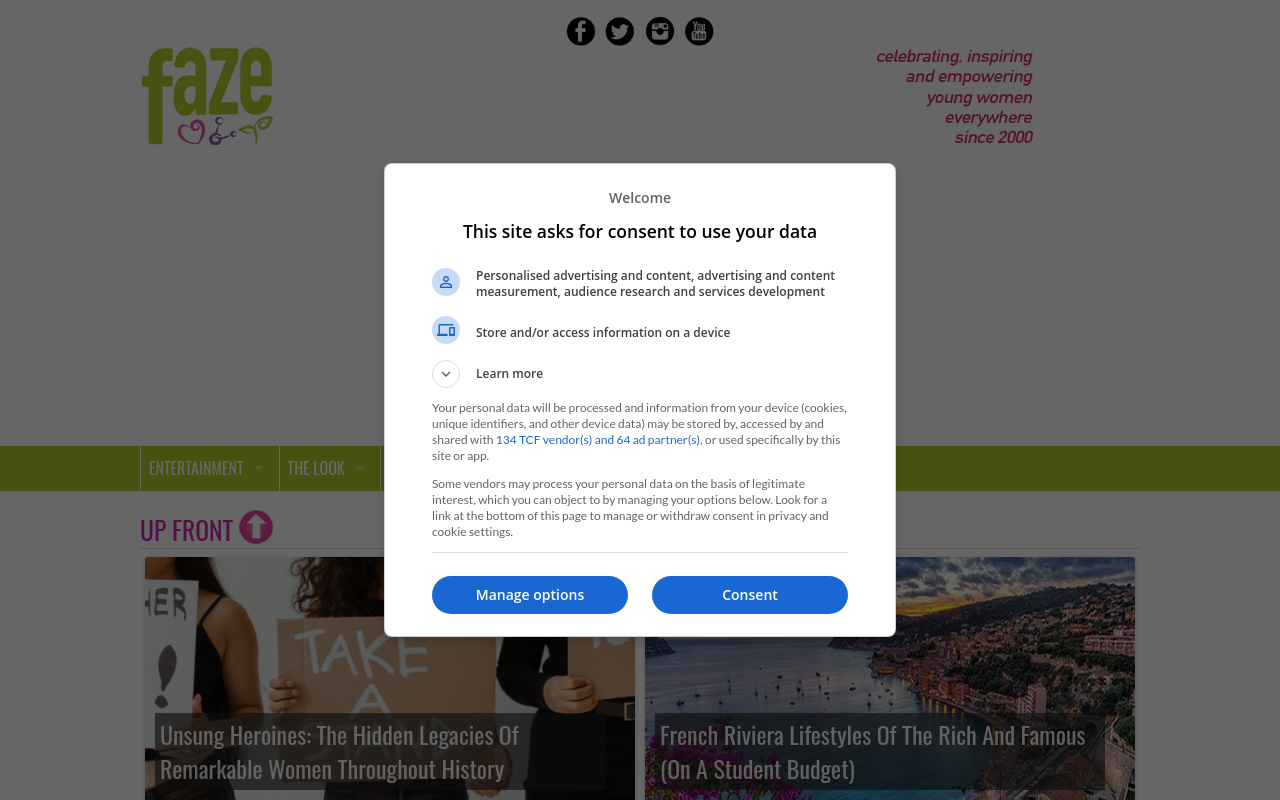 faze
You Tube
celebrating, inspiring
and empowering
young women
everywhere
since 2000
Welcome
This site asks for consent to use your data
Personalised advertising and content, advertising and content
measurement, audience research and services development
Store and/or access information on a device
Learn more
Your personal data will be processed and information from your device (cookies,
unique identifiers, and other device data) may be stored by, accessed by and
shared with 134 TCF vendor(s) and 64 ad partner(s), or used specifically by this
site or app.
Some vendors may process your personal data on the basis of legitimate
interest, which you can object to by managing your options below. Look for a
link at the bottom of this page to manage or withdraw consent in privacy and
cookie settings.
Manage options
Consent
ENTERTAINMENT
THE LOOK
UP FRONT
HER
!
TAKE
A
Unsung Heroines: The Hidden Legacies Of
Remarkable Women Throughout History
French Riviera Lifestyles Of The Rich And Famous
(On A Student Budget)